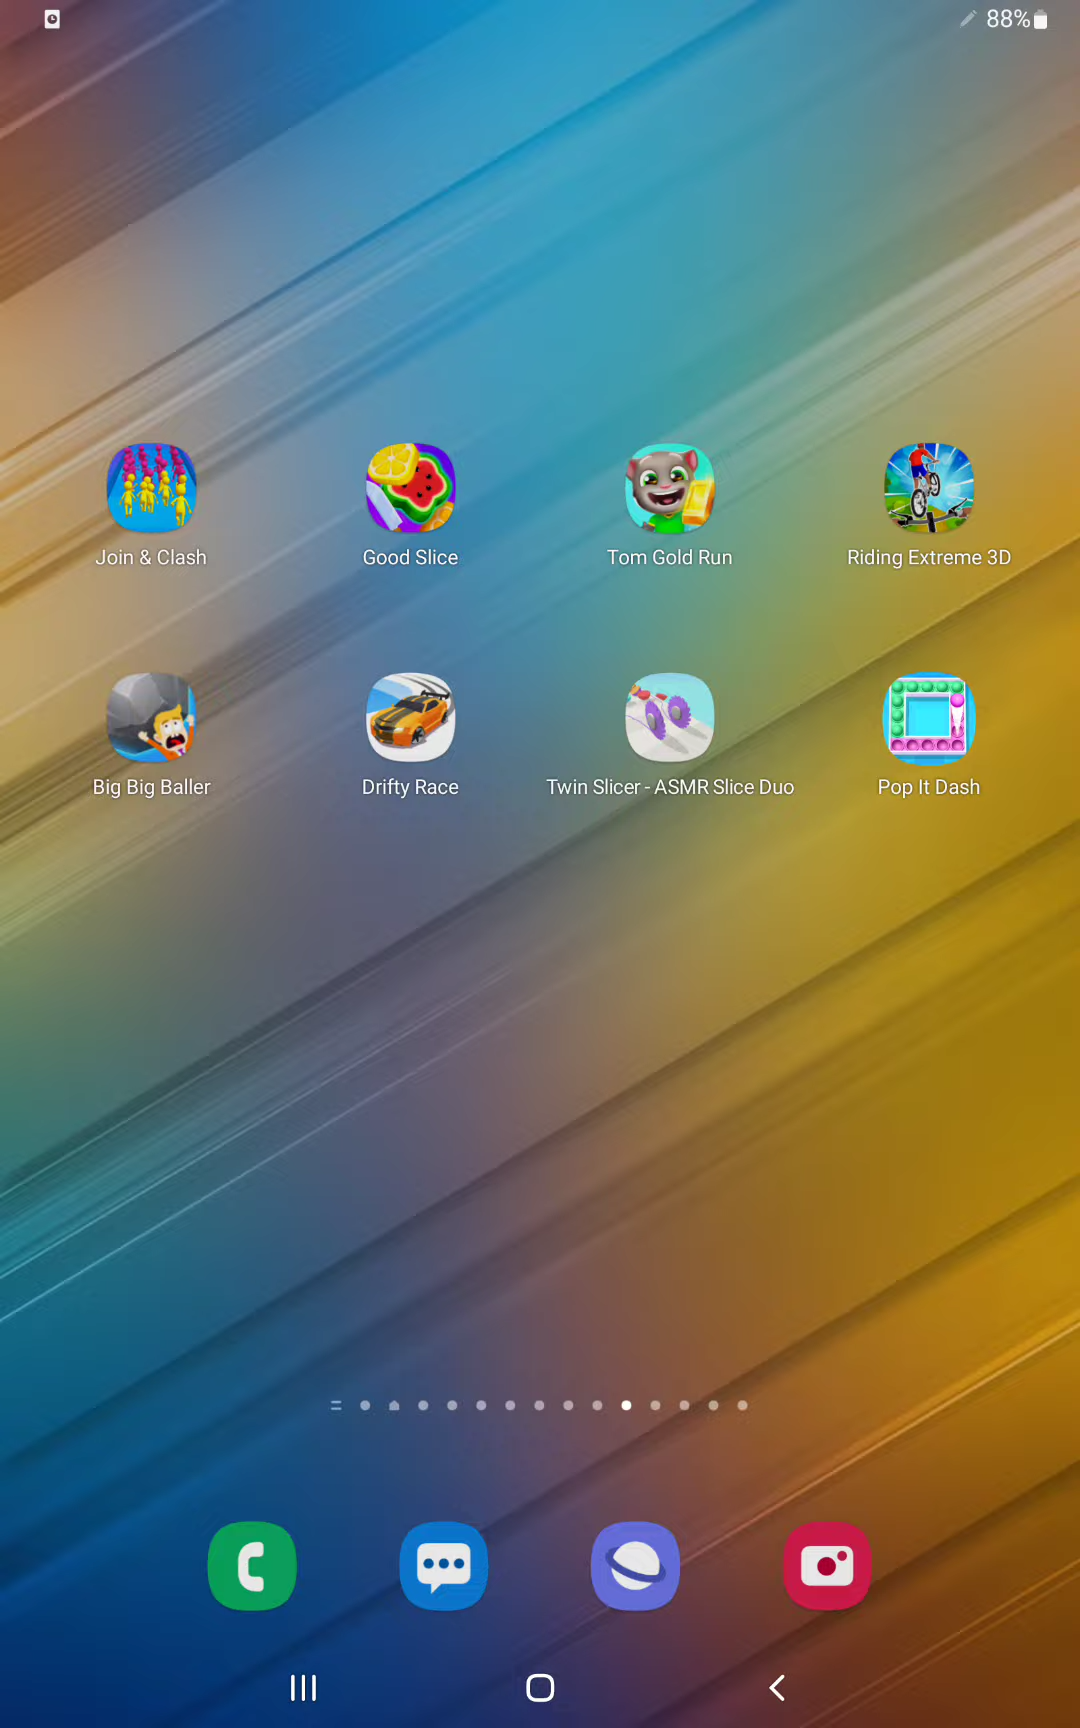 88%
Join & Clash
Good Slice
Tom Gold Run
Riding Extreme 3D
Big Big Baller
Drifty Race
Twin Slicer - ASMR Slice Duo
Pop It Dash